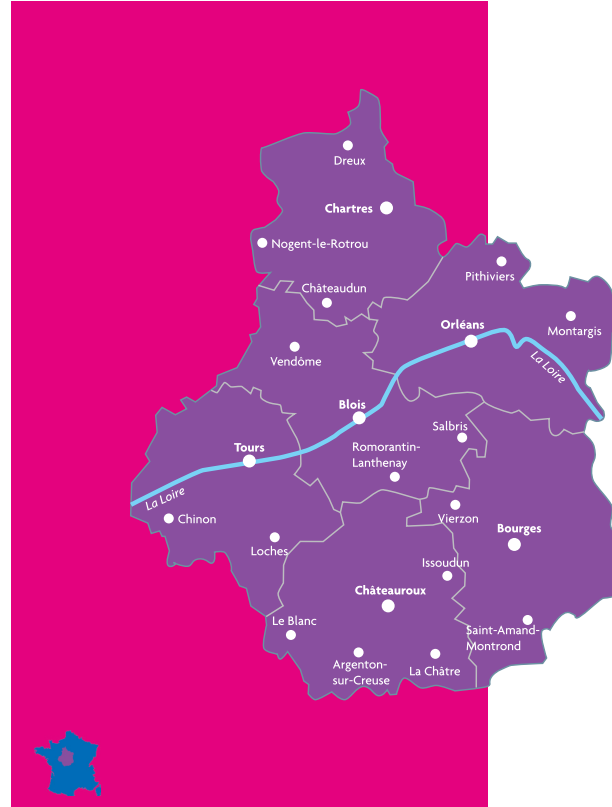 Dreux
Chartres
Nogent-le-Rotrou
Pithiviers
Châteaudun
Orléans
Montargis
Vendôme
La Loire
Blois
Salbris
Tours
Romorantin-
Lanthenay
La Loire
Chinon
Vierzon
Bourges
Loches
Issoudun
Châteauroux
Le Blanc
Saint-Amand-
Montrond
Argenton-
sur-Creuse
La Châtre